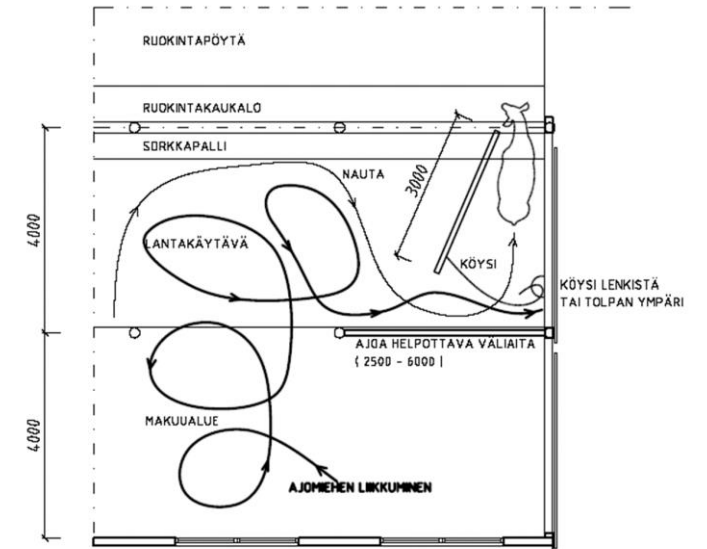 RUOKINTAPÖYTÄ
RUOKINTAKAUKALO
SORKKAPALLI
NAUTA
3000
4000
LANTAKÄYTÄVÄ
KÖYSI
KÖYSI LENKISTÄ
TAI TOLPAN YMPÄRI
AJOA HELPOTTAVA VÄLIAITA
( 2500 - 6000 )
4000
MAKUUALUE
AJOMIEHEN LIIKKUMINEN